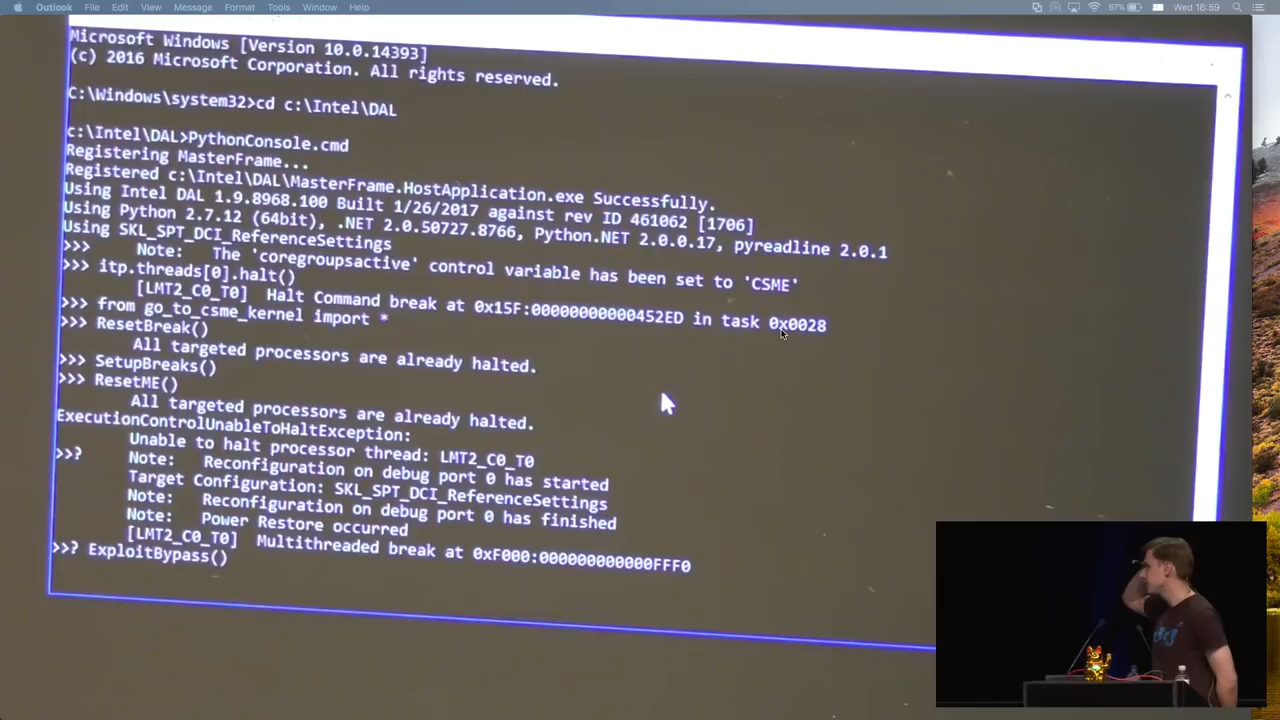 Outlook File Edit View Message Format Tools Window Help 67% Wed 16:59
Microsoft Windows [Version 10.0.14393]
(c) 2016 Microsoft Corporation. All rights reserved.
C:\Windows\system32>cd c:\Intel\DAL
c:\Intel\DAL>PythonConsole.cmd
Registering MasterFrame...
Registered c:\Intel\DAL\MasterFrame.HostApplication.exe Successfully.
Using Intel DAL 1.9.8968.100 Built 1/26/2017 against rev ID 461062 [1706]
Using Python 2.7.12 (64bit), .NET 2.0.50727.8766, Python.NET 2.0.0.17, pyreadline 2.0.1
Using SKL_SPT_DCI_ReferenceSettings
>>>
Note: The 'coregroupsactive' control variable has been set to 'CSME'
>>> itp.threads[0].halt()
[LMT2_C0_T0] Halt Command break at 0x15F:00000000000452ED in task 0x0028
>>> from go_to_csme_kernel import *
>>> ResetBreak()
All targeted processors are already halted.
>>> SetupBreaks()
>>> ResetME()
All targeted processors are already halted.
ExecutionControlUnableToHaltException:
Unable to halt processor thread: LMT2_C0_T0
>>? Note: Reconfiguration on debug port 0 has started
Target Configuration: SKL_SPT_DCI_ReferenceSettings
Note: Reconfiguration on debug port 0 has finished
Note: Power Restore occurred
[LMT2_C0_T0] Multithreaded break at 0xF000:000000000000FFF0
>>? ExploitBypass()